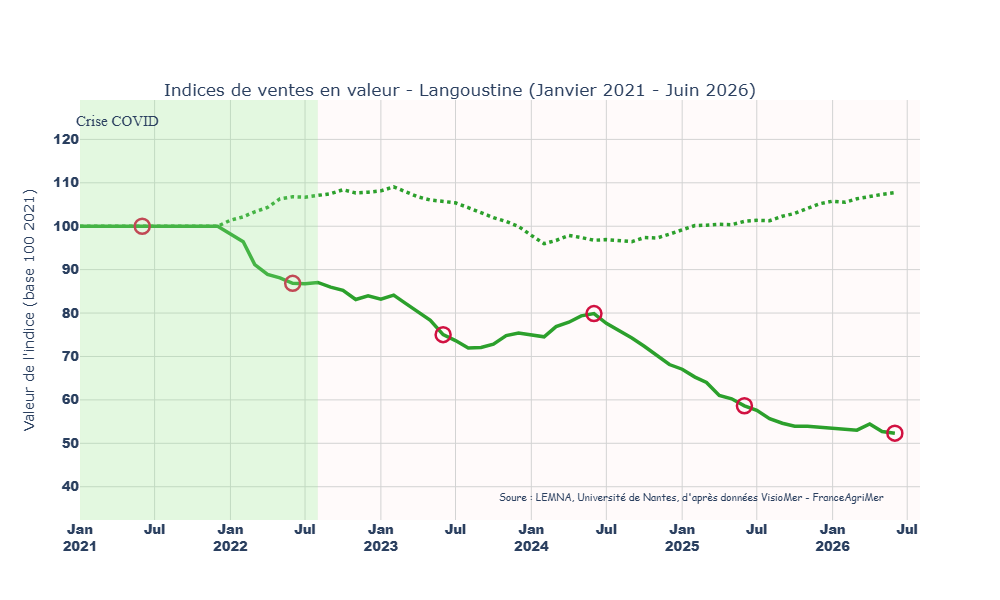 Indices de ventes en valeur - Langoustine (Janvier 2021 - Juin 2026)
Crise COVID
Valeur de l'indice (base 100 2021)
120
110
100
90
80
70
60
50
40
Soure : LEMNA, Université de Nantes, d'après données VisioMer - FranceAgriMer
Jan Jul Jan Jul Jan Jul Jan Jul Jan Jul Jan Jul
2021 2022 2023 2024 2025 2026